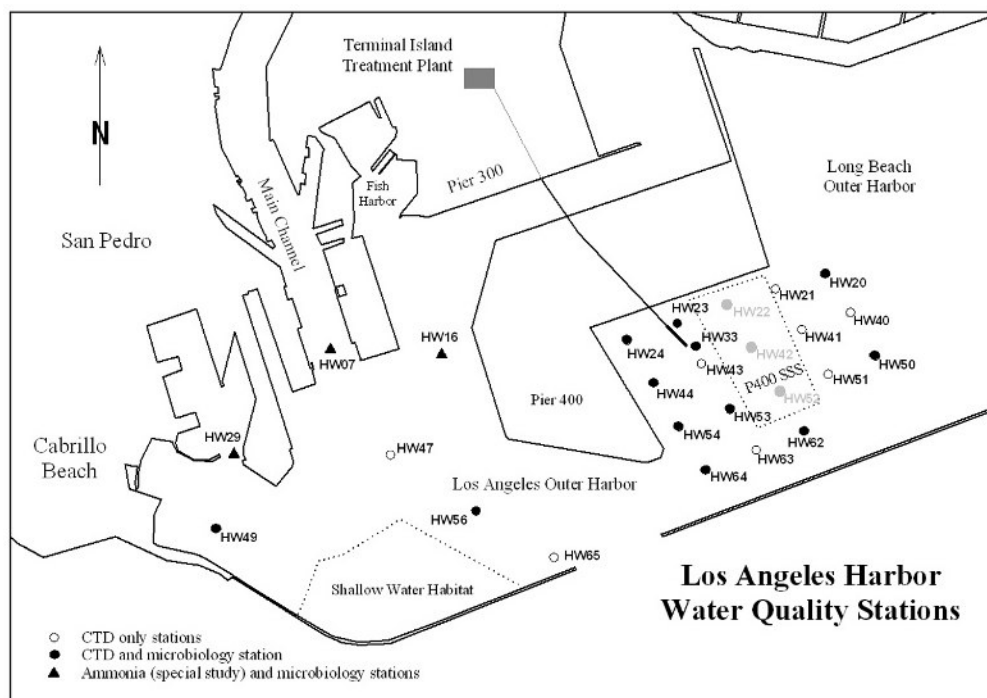 Terminal Island
Treatment Plant
N
Long Beach
Outer Harbor
Pier 300
Fish
Harbor
Main Channel
San Pedro
HW20
HW21
HW22
HW23
HW40
HW16
HW33
HW41
HW07
HW24
HW42
HW43
HW50
P400 SSS
HW51
HW44
HW52
Pier 400
HW53
HW29
HW54
HW62
Cabrillo
Beach
HW47
HW63
HW64
Los Angeles Outer Harbor
HW56
HW49
HW65
Shallow Water Habitat
Los Angeles Harbor
Water Quality Stations
CTD only stations
CTD and microbiology station
Ammonia (special study) and microbiology stations